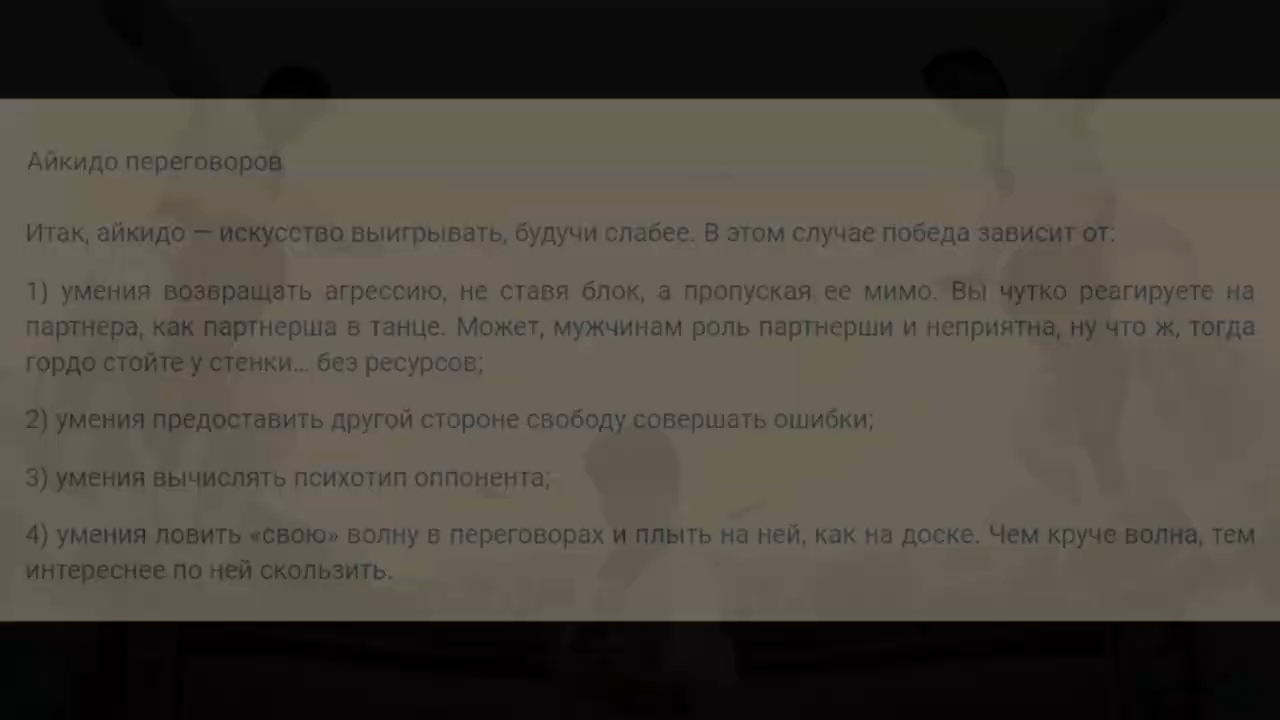 Айкидо переговоров
Итак, айкидо — искусство выигрывать, будучи слабее. В этом случае победа зависит от:
1) умения возвращать агрессию, не ставя блок, а пропуская ее мимо. Вы чутко реагируете на
партнера, как партнерша в танце. Может, мужчинам роль партнерши и неприятна, ну что ж, тогда
гордо стойте у стенки... без ресурсов;
2) умения предоставить другой стороне свободу совершать ошибки;
3) умения вычислять психотип оппонента;
4) умения ловить «свою» волну в переговорах и плыть на ней, как на доске. Чем круче волна, тем
интереснее по ней скользить.